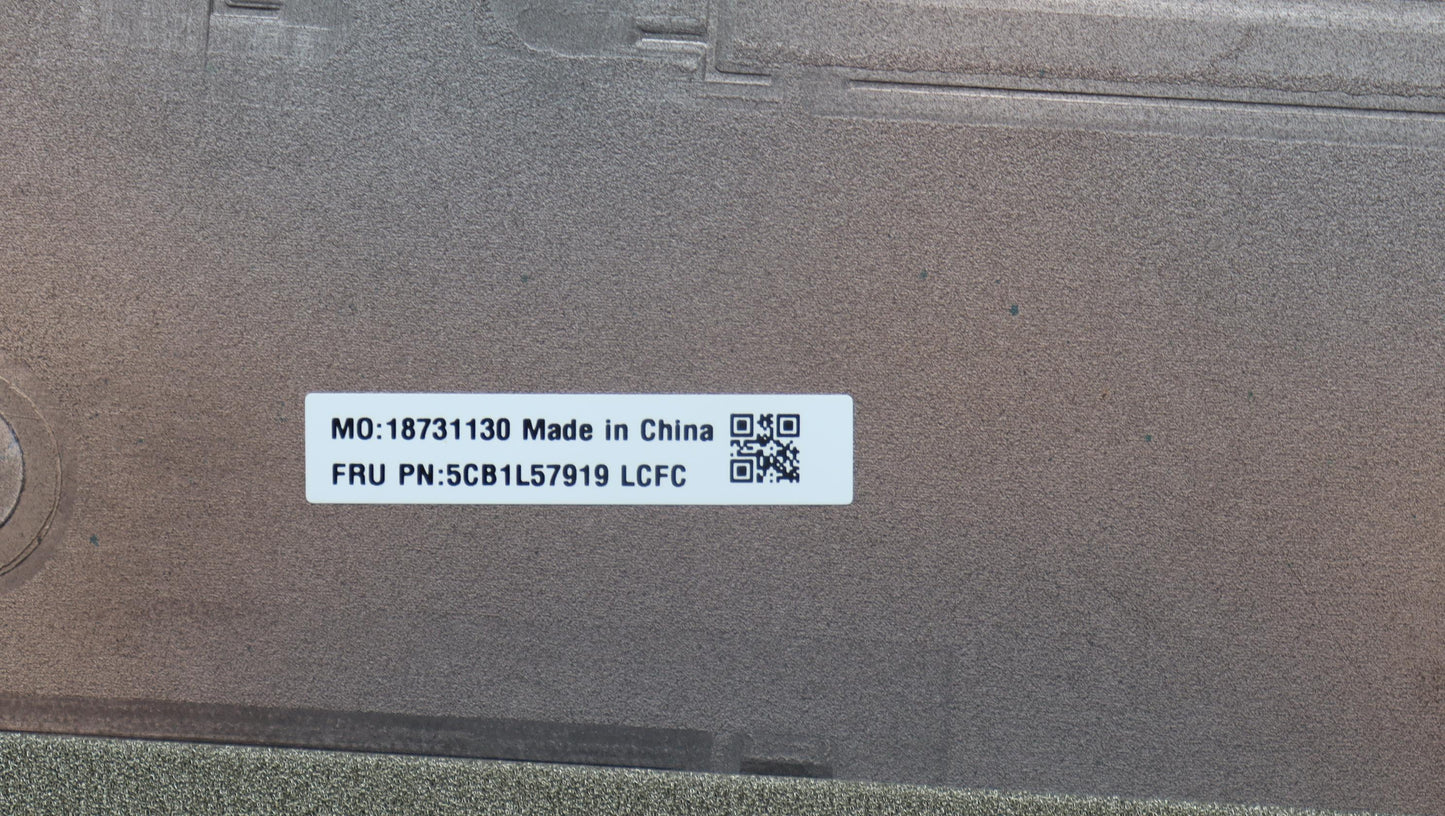 MO:18731130 Made in China
FRU PN:5CB1L57919 LCFC